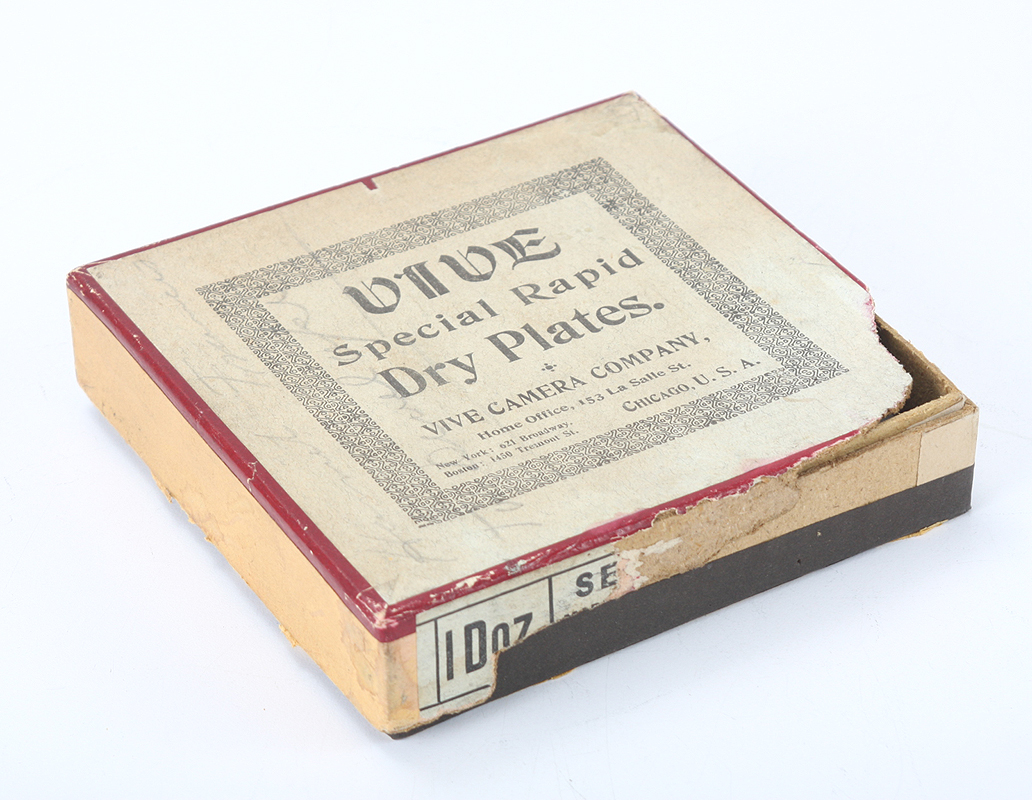 VIVE
Special Rapid
Dry Plates.
VIVE CAMERA COMPANY,
Home Office, 153 La Salle St.
CHICAGO, U. S. A.
New York: 621 Broadway.
Boston: 1450 Tremont St.
1 Doz
SE